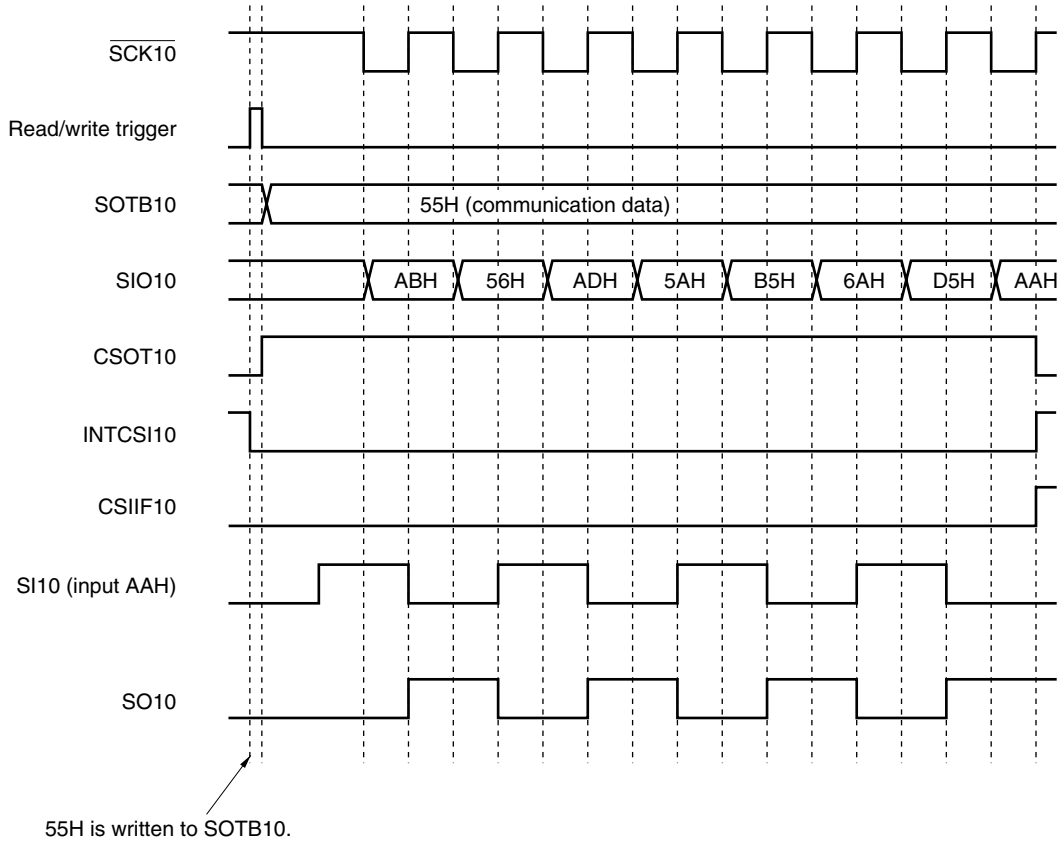 SCK10
Read/write trigger
SOTB10
55H (communication data)
SIO10
ABH 56H ADH 5AH B5H 6AH D5H AAH
CSOT10
INTCSI10
CSIIF10
SI10 (input AAH)
SO10
55H is written to SOTB10.